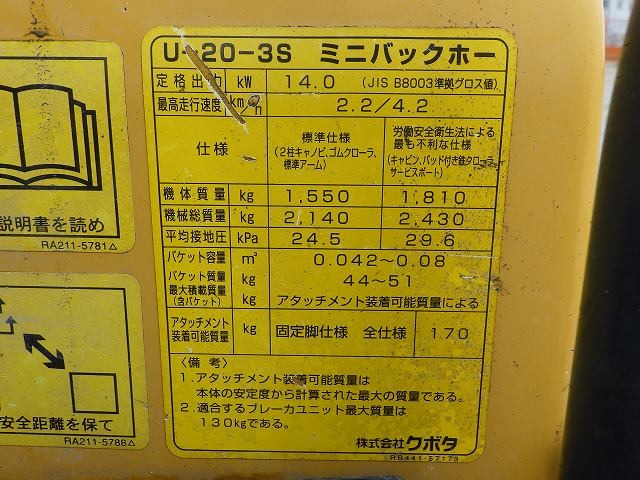 U-20-3S ミニバックホー
定格出力 kW 14.0 (JIS B8003準拠グロス値)
最高走行速度 km/h 2.2/4.2
仕様 標準仕様 (2柱キャノピ、ゴムクローラ、標準アーム) 労働安全衛生法による最も不利な仕様 (キャビン、パッド付き鉄クローラ、サービスポート)
機体質量 kg 1,550 1,810
機械総質量 kg 2,140 2,430
平均接地圧 kPa 24.5 29.6
バケット容量 m³ 0.042～0.08
バケット質量 kg 44～51
最大積載質量 (含バケット) kg アタッチメント装着可能質量による
アタッチメント装着可能質量 kg 固定脚仕様 全仕様 170
〈備 考〉
1.アタッチメント装着可能質量は
本体の安定度から計算された最大の質量である。
2.適合するブレーカユニット最大質量は
130kgである。
株式会社クボタ
RB441-57173
説明書を読め
RA211-5781
安全距離を保て
RA211-5788